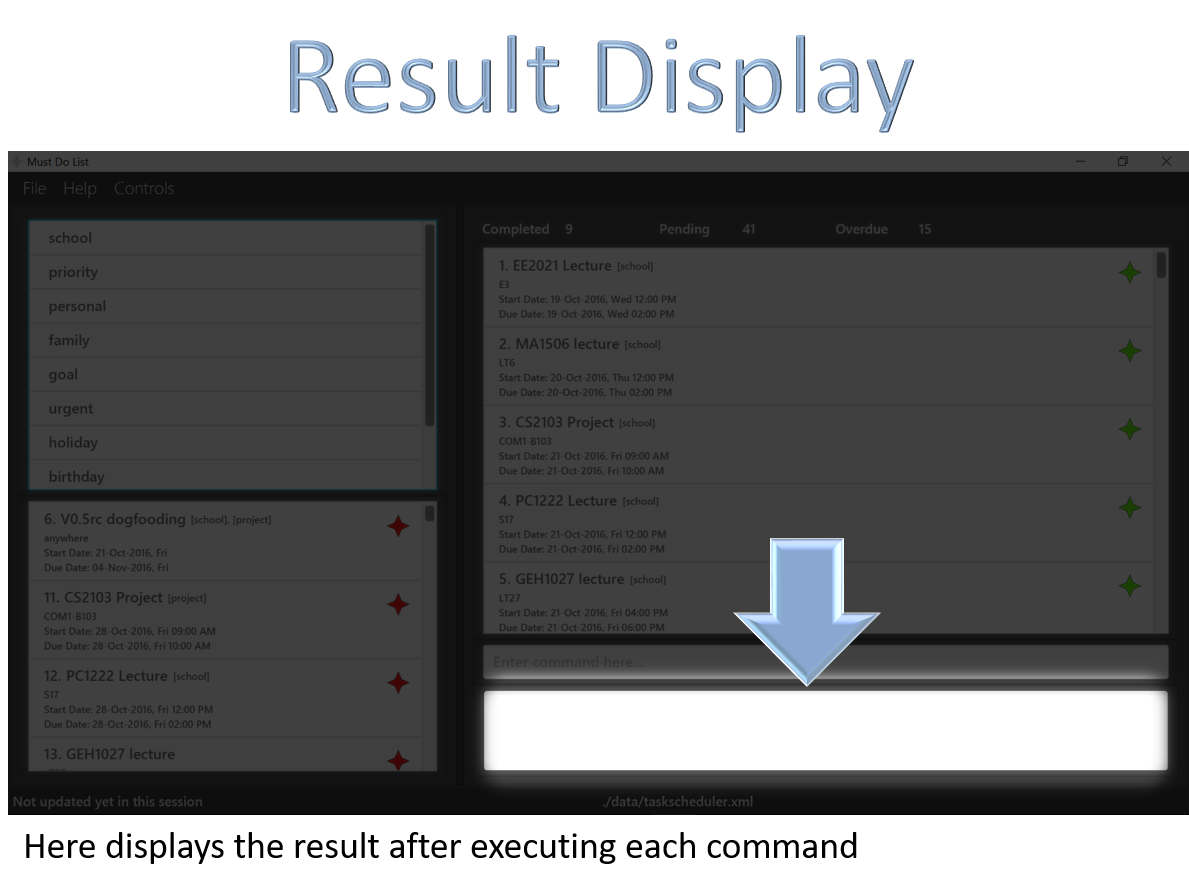 Result Display
Must Do List
File Help Controls
school
priority
personal
family
goal
urgent
holiday
birthday
6. V0.5rc dogfooding [school], [project]
anywhere
Start Date: 21-Oct-2016, Fri
Due Date: 04-Nov-2016, Fri
11. CS2103 Project [project]
COM1-B103
Start Date: 28-Oct-2016, Fri 09:00 AM
Due Date: 28-Oct-2016, Fri 10:00 AM
12. PC1222 Lecture [school]
S17
Start Date: 28-Oct-2016, Fri 12:00 PM
Due Date: 28-Oct-2016, Fri 02:00 PM
13. GEH1027 lecture
Completed 9 Pending 41 Overdue 15
1. EE2021 Lecture [school]
E3
Start Date: 19-Oct-2016, Wed 12:00 PM
Due Date: 19-Oct-2016, Wed 02:00 PM
2. MA1506 lecture [school]
LT6
Start Date: 20-Oct-2016, Thu 12:00 PM
Due Date: 20-Oct-2016, Thu 02:00 PM
3. CS2103 Project [school]
COM1-B103
Start Date: 21-Oct-2016, Fri 09:00 AM
Due Date: 21-Oct-2016, Fri 10:00 AM
4. PC1222 Lecture [school]
S17
Start Date: 21-Oct-2016, Fri 12:00 PM
Due Date: 21-Oct-2016, Fri 02:00 PM
5. GEH1027 lecture [school]
LT27
Start Date: 21-Oct-2016, Fri 04:00 PM
Due Date: 21-Oct-2016, Fri 06:00 PM
Enter command here...
Not updated yet in this session
./data/taskscheduler.xml
Here displays the result after executing each command